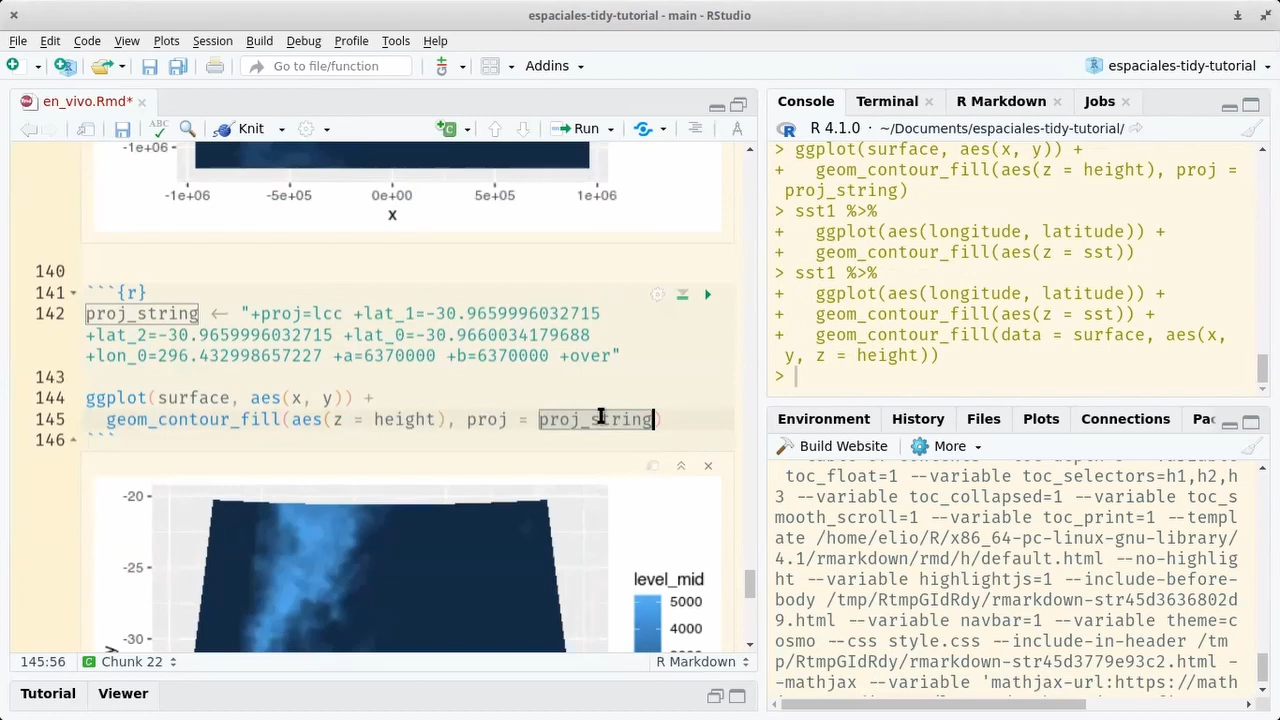 espaciales-tidy-tutorial - main - RStudio
File Edit Code View Plots Session Build Debug Profile Tools Help
Go to file/function Addins espaciales-tidy-tutorial
en_vivo.Rmd*
ABC Knit Run
-1e+06
-1e+06 -5e+05 0e+00 5e+05 1e+06
x
140
141 ```{r}
142 proj_string ← "+proj=lcc +lat_1=-30.9659996032715
+lat_2=-30.9659996032715 +lat_0=-30.9660034179688
+lon_0=296.432998657227 +a=6370000 +b=6370000 +over"
143
144 ggplot(surface, aes(x, y)) +
145 geom_contour_fill(aes(z = height), proj = proj_string)
146 ```
-20
-25
-30
y
level_mid
5000
4000
145:56 Chunk 22 R Markdown
Tutorial Viewer
Console Terminal R Markdown Jobs
R 4.1.0 · ~/Documents/espaciales-tidy-tutorial/
> ggplot(surface, aes(x, y)) +
+ geom_contour_fill(aes(z = height), proj =
proj_string)
> sst1 %>%
+ ggplot(aes(longitude, latitude)) +
+ geom_contour_fill(aes(z = sst))
> sst1 %>%
+ ggplot(aes(longitude, latitude)) +
+ geom_contour_fill(aes(z = sst)) +
+ geom_contour_fill(data = surface, aes(x,
y, z = height))
>
Environment History Files Plots Connections Pac
Build Website More
toc_float=1 --variable toc_selectors=h1,h2,h
3 --variable toc_collapsed=1 --variable toc_s
mooth_scroll=1 --variable toc_print=1 --templ
ate /home/elio/R/x86_64-pc-linux-gnu-library/
4.1/rmarkdown/rmd/h/default.html --no-highlig
ht --variable highlightjs=1 --include-before-
body /tmp/RtmpGIdRdy/rmarkdown-str45d3636802d
9.html --variable navbar=1 --variable theme=c
osmo --css style.css --include-in-header /tm
p/RtmpGIdRdy/rmarkdown-str45d3779e93c2.html -
-mathjax --variable 'mathjax-url:https://math